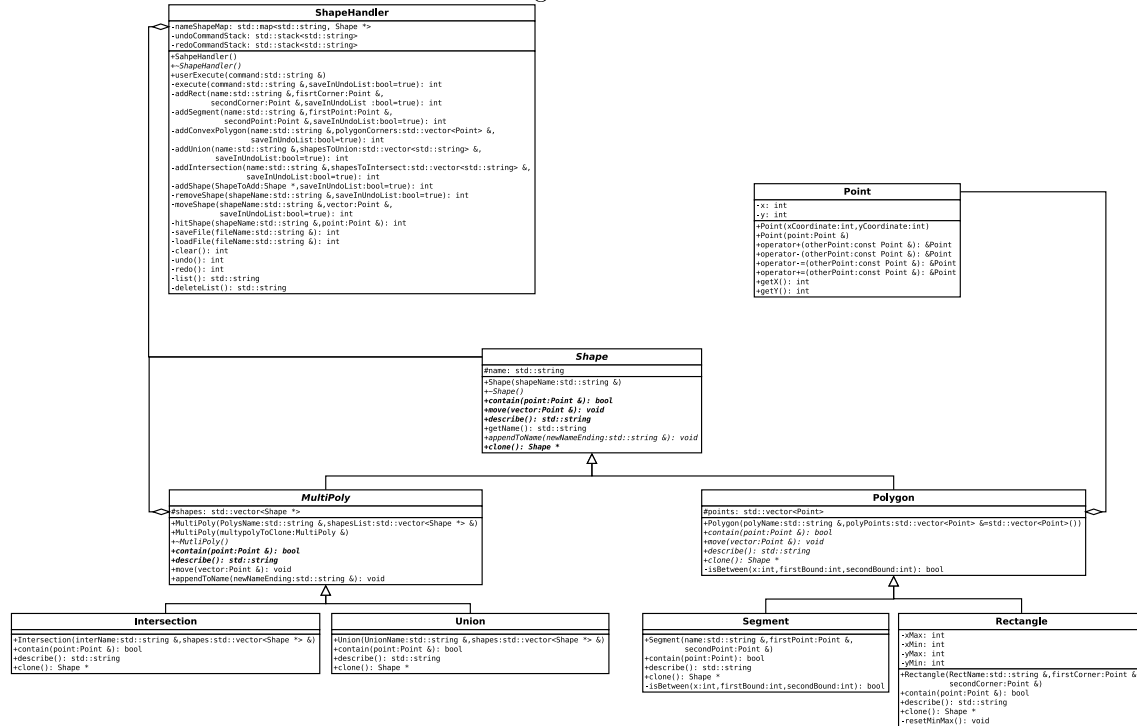 ShapeHandler
-nameShapeMap: std::map<std::string, Shape *>
-undoCommandStack: std::stack<std::string>
-redoCommandStack: std::stack<std::string>
+SahpeHandler()
+~ShapeHandler()
+userExecute(command:std::string &)
-execute(command:std::string &,saveInUndoList:bool=true): int
-addRect(name:std::string &,fisrtCorner:Point &,
secondCorner:Point &,saveInUndoList :bool=true): int
-addSegment(name:std::string &,firstPoint:Point &,
secondPoint:Point &,saveInUndoList:bool=true): int
-addConvexPolygon(name:std::string &,polygonCorners:std::vector<Point> &,
saveInUndoList:bool=true): int
-addUnion(name:std::string &,shapesToUnion:std::vector<std::string> &,
saveInUndoList:bool=true): int
-addIntersection(name:std::string &,shapesToIntersect:std::vector<std::string> &,
saveInUndoList:bool=true): int
-addShape(ShapeToAdd:Shape *,saveInUndoList:bool=true): int
-removeShape(shapeName:std::string &,saveInUndoList:bool=true): int
-moveShape(shapeName:std::string &,vector:Point &,
saveInUndoList:bool=true): int
-hitShape(shapeName:std::string &,point:Point &): int
-saveFile(fileName:std::string &): int
-loadFile(fileName:std::string &): int
-clear(): int
-undo(): int
-redo(): int
-list(): std::string
-deleteList(): std::string
Point
-x: int
-y: int
+Point(xCoordinate:int,yCoordinate:int)
+Point(point:Point &)
+operator+(otherPoint:const Point &): &Point
+operator-(otherPoint:const Point &): &Point
+operator-=(otherPoint:const Point &): &Point
+operator+=(otherPoint:const Point &): &Point
+getX(): int
+getY(): int
Shape
#name: std::string
+Shape(shapeName:std::string &)
+~Shape()
+contain(point:Point &): bool
+move(vector:Point &): void
+describe(): std::string
+getName(): std::string
+appendToName(newNameEnding:std::string &): void
+clone(): Shape *
MultiPoly
#shapes: std::vector<Shape *>
+MultiPoly(PolysName:std::string &,shapesList:std::vector<Shape *> &)
+MultiPoly(multypolyToClone:MultiPoly &)
+~MutliPoly()
+contain(point:Point &): bool
+describe(): std::string
+move(vector:Point &): void
+appendToName(newNameEnding:std::string &): void
Polygon
#points: std::vector<Point>
+Polygon(polyName:std::string &,polyPoints:std::vector<Point> &=std::vector<Point>())
+contain(point:Point &): bool
+move(vector:Point &): void
+describe(): std::string
+clone(): Shape *
-isBetween(x:int,firstBound:int,secondBound:int): bool
Intersection
+Intersection(interName:std::string &,shapes:std::vector<Shape *> &)
+contain(point:Point &): bool
+describe(): std::string
+clone(): Shape *
Union
+Union(UnionName:std::string &,shapes:std::vector<Shape *> &)
+contain(point:Point &): bool
+describe(): std::string
+clone(): Shape *
Segment
+Segment(name:std::string &,firstPoint:Point &,
secondPoint:Point &)
+contain(point:Point): bool
+describe(): std::string
+clone(): Shape *
-isBetween(x:int,firstBound:int,secondBound:int): bool
Rectangle
-xMax: int
-xMin: int
-yMax: int
-yMin: int
+Rectangle(RectName:std::string &,firstCorner:Point &
secondCorner:Point &)
+contain(point:Point &): bool
+describe(): std::string
+clone(): Shape *
-resetMinMax(): void